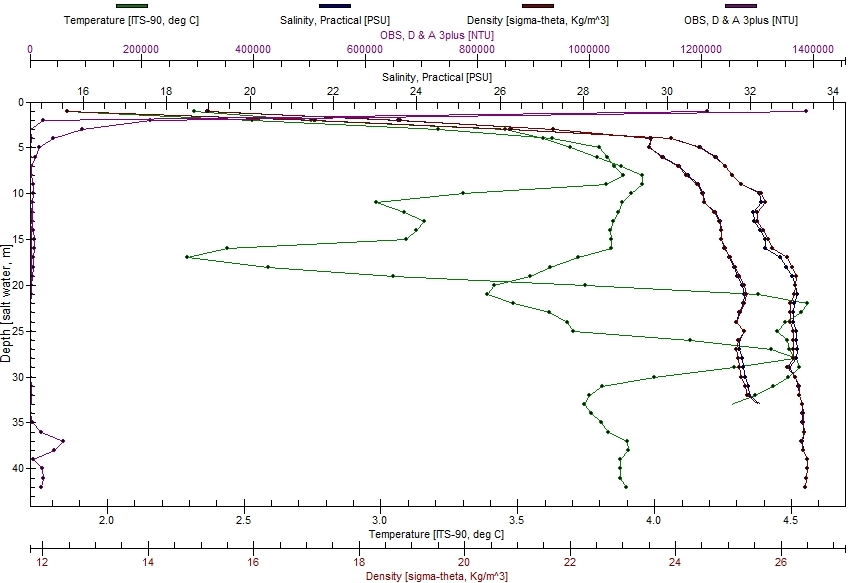 Temperature [ITS-90, deg C] Salinity, Practical [PSU] Density [sigma-theta, Kg/m^3] OBS, D & A 3plus [NTU]
OBS, D & A 3plus [NTU]
0 200000 400000 600000 800000 1000000 1200000 1400000
Salinity, Practical [PSU]
16 18 20 22 24 26 28 30 32 34
0
5
10
15
20
25
30
35
40
Depth [salt water, m]
2.0 2.5 3.0 3.5 4.0 4.5
Temperature [ITS-90, deg C]
12 14 16 18 20 22 24 26
Density [sigma-theta, Kg/m^3]